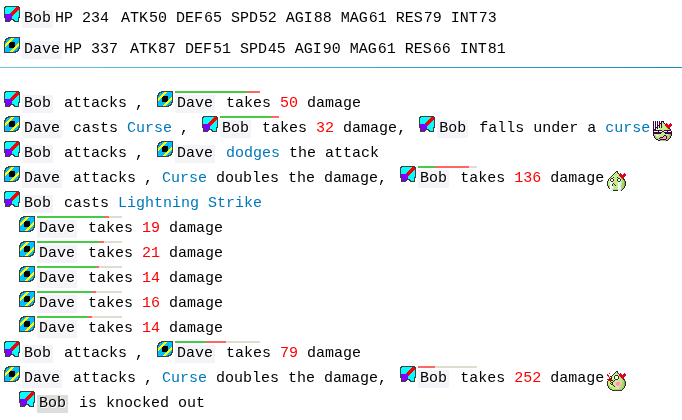 Bob HP 234 ATK50 DEF65 SPD52 AGI88 MAG61 RES79 INT73
Dave HP 337 ATK87 DEF51 SPD45 AGI90 MAG61 RES66 INT81
Bob attacks , Dave takes 50 damage
Dave casts Curse , Bob takes 32 damage, Bob falls under a curse
Bob attacks , Dave dodges the attack
Dave attacks , Curse doubles the damage, Bob takes 136 damage
Bob casts Lightning Strike
Dave takes 19 damage
Dave takes 21 damage
Dave takes 14 damage
Dave takes 16 damage
Dave takes 14 damage
Bob attacks , Dave takes 79 damage
Dave attacks , Curse doubles the damage, Bob takes 252 damage
Bob is knocked out